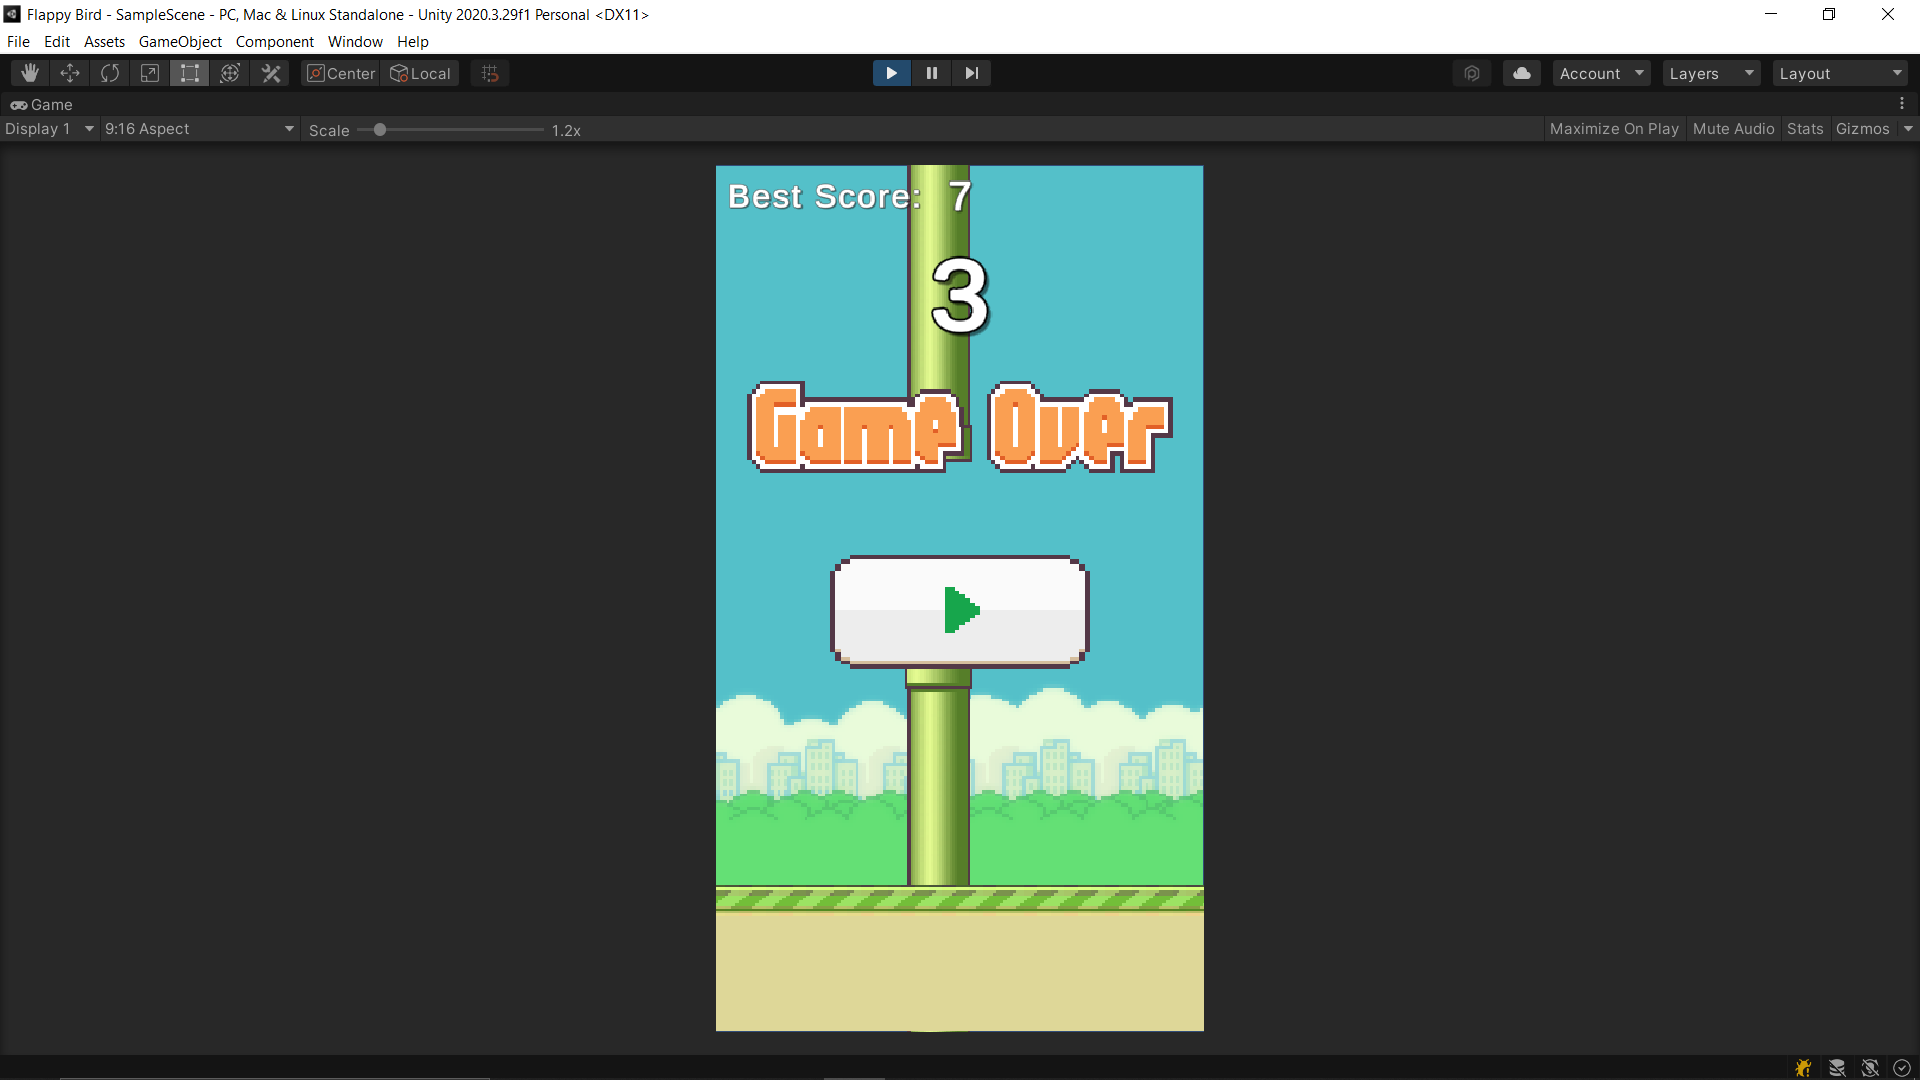 Flappy Bird - SampleScene - PC, Mac & Linux Standalone - Unity 2020.3.29f1 Personal <DX11>
File Edit Assets GameObject Component Window Help
Center Local Account Layers Layout
Game
Display 1 9:16 Aspect Scale 1.2x Maximize On Play Mute Audio Stats Gizmos
Best Score: 7
3
Game Over